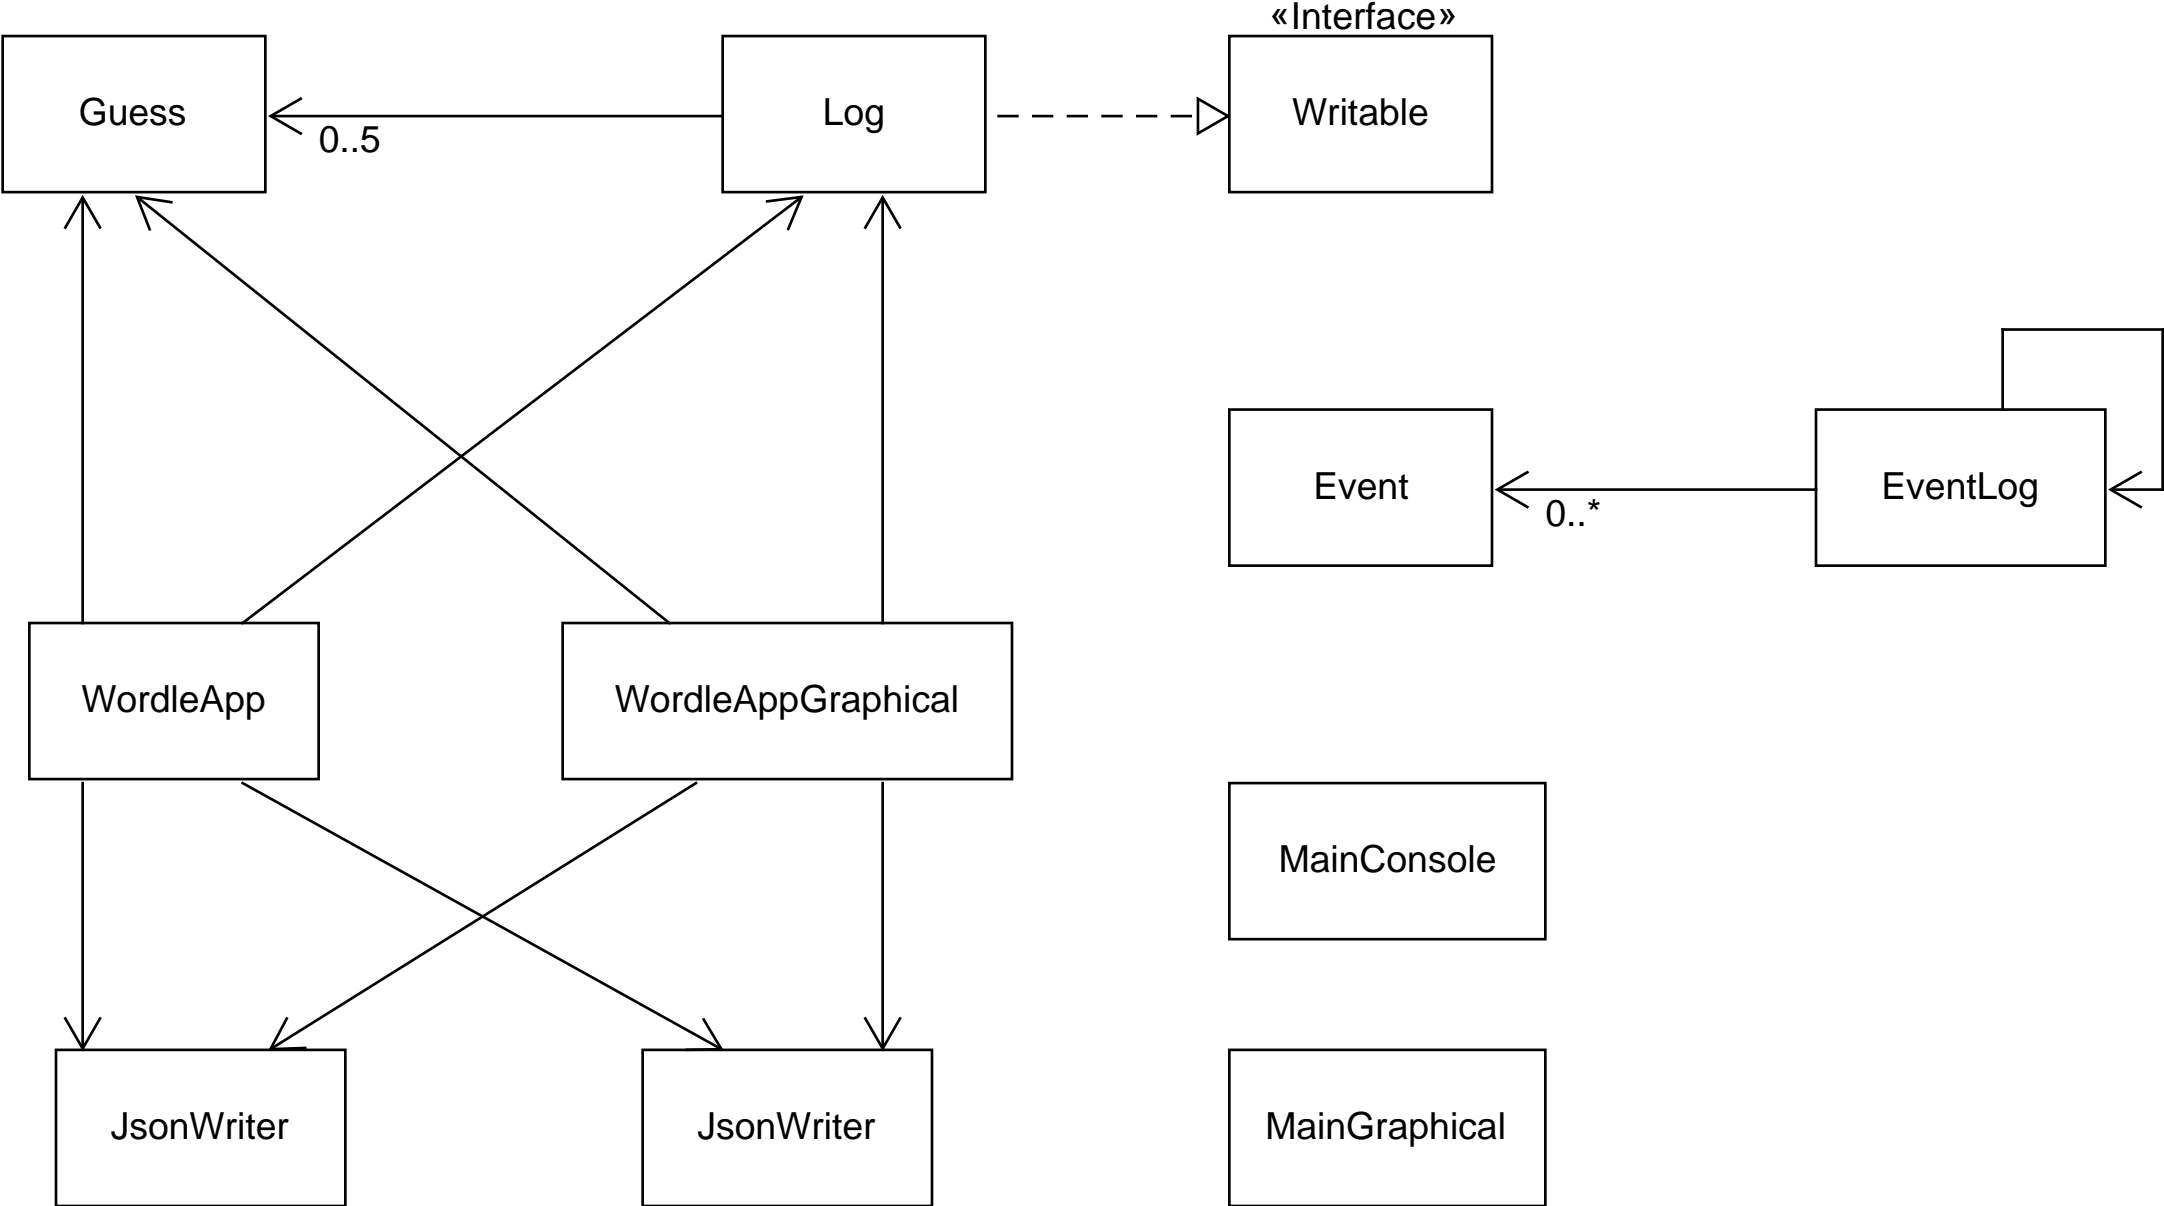 «Interface»
Guess
Log
Writable
0..5
Event
EventLog
0..*
WordleApp
WordleAppGraphical
MainConsole
JsonWriter
JsonWriter
MainGraphical